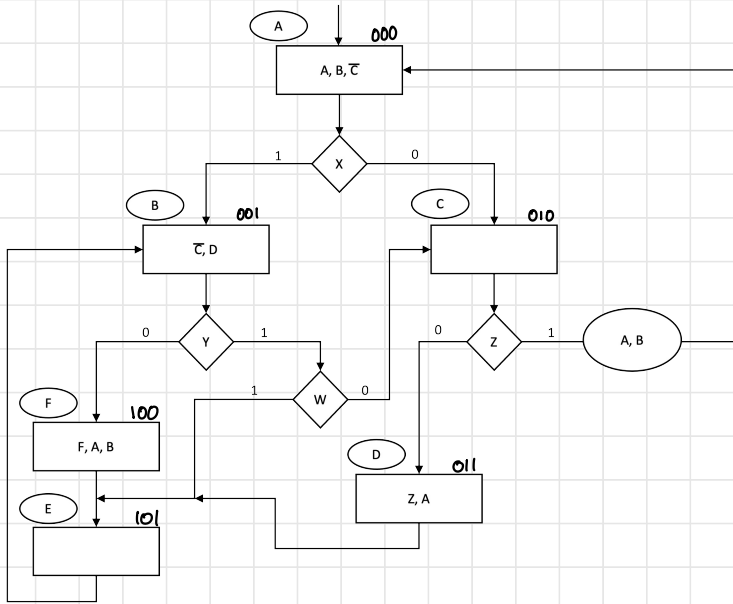 A
000
A, B, C̅
X
1
0
B
001
C̅, D
C
010
Y
0
1
Z
0
1
A, B
W
1
0
F
100
F, A, B
D
011
Z, A
E
101